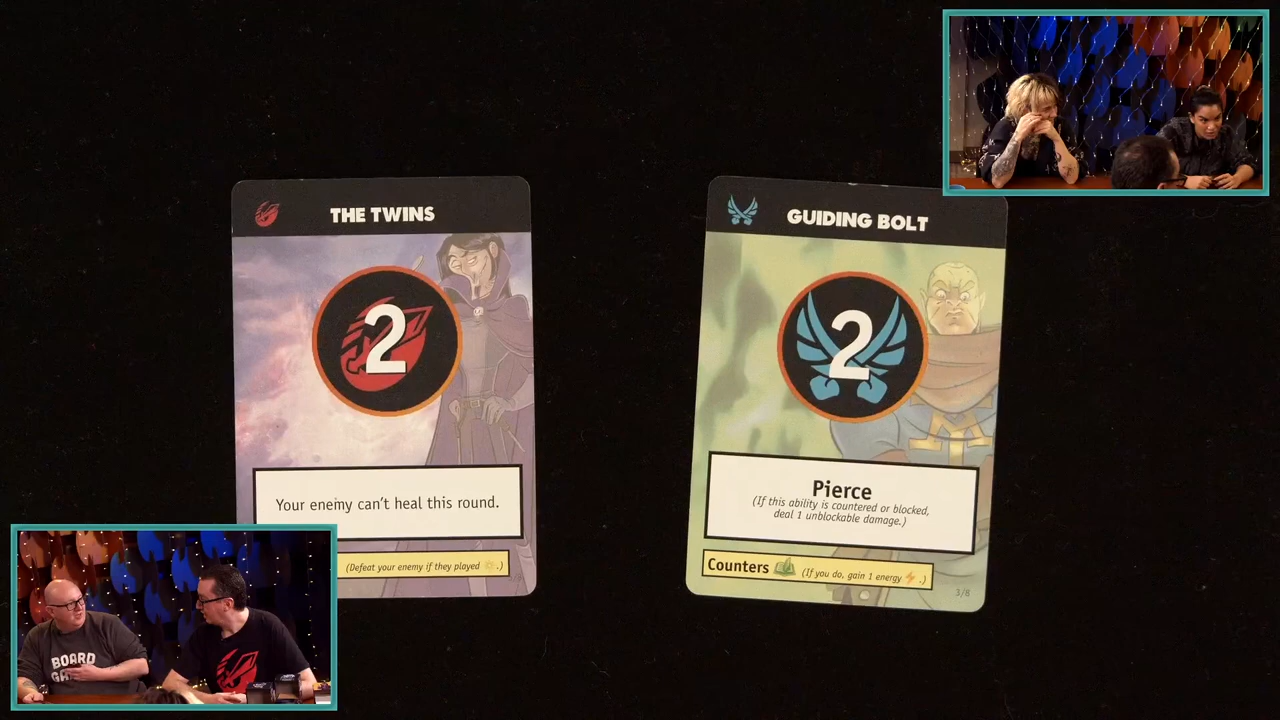 THE TWINS
2
Your enemy can't heal this round.
(Defeat your enemy if they played .)
GUIDING BOLT
2
Pierce
(If this ability is countered or blocked,
deal 1 unblockable damage.)
Counters (If you do, gain 1 energy .)
3/8
BOARD